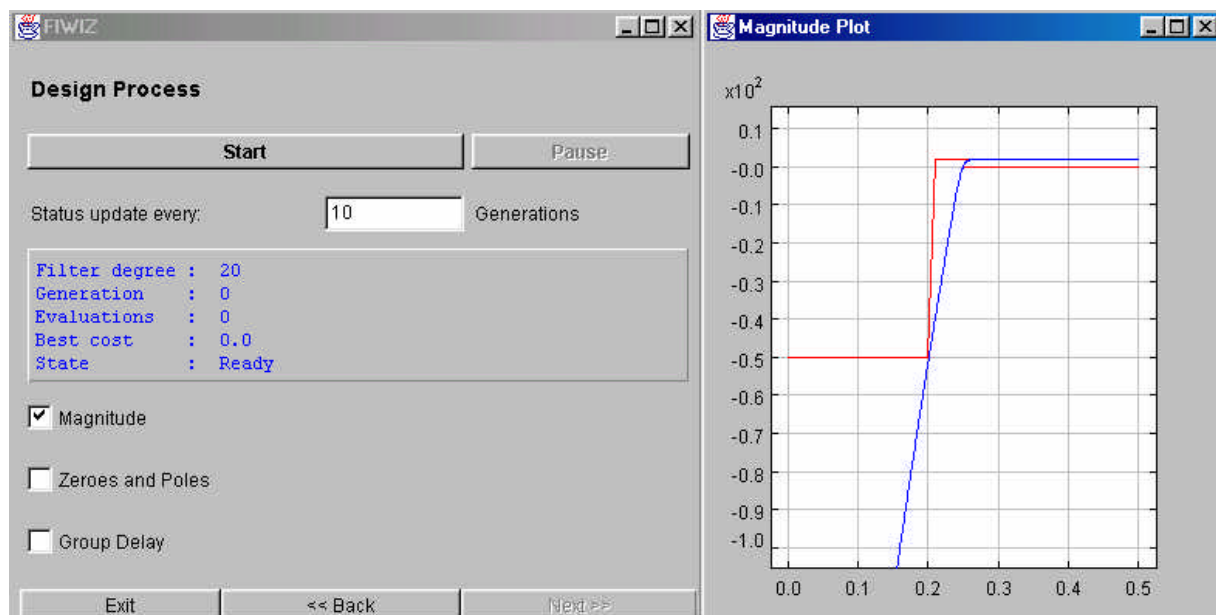 FIWIZ
Design Process
Start Pause
Status update every: 10 Generations
Filter degree : 20
Generation : 0
Evaluations : 0
Best cost : 0.0
State : Ready
Magnitude
Zeroes and Poles
Group Delay
Exit << Back Next >>
Magnitude Plot
x10²
0.1
-0.0
-0.1
-0.2
-0.3
-0.4
-0.5
-0.6
-0.7
-0.8
-0.9
-1.0
0.0 0.1 0.2 0.3 0.4 0.5